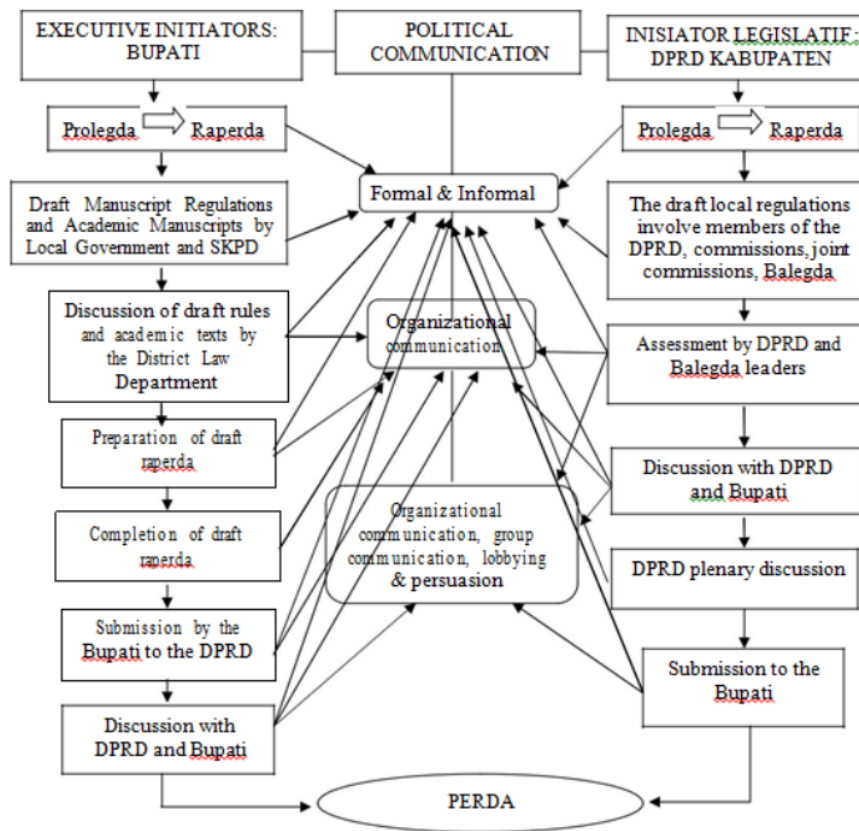 EXECUTIVE INITIATORS:
BUPATI
POLITICAL
COMMUNICATION
INISIATOR LEGISLATIF:
DPRD KABUPATEN
Prolegda Raperda
Prolegda Raperda
Formal & Informal
Draft Manuscript Regulations
and Academic Manuscripts by
Local Government and SKPD
The draft local regulations
involve members of the
DPRD, commissions, joint
commissions, Balegda
Discussion of draft rules
and academic texts by
the District Law
Department
Organizational
communication
Assessment by DPRD and
Balegda leaders
Preparation of draft
raperda
Discussion with DPRD
and Bupati
Organizational
communication, group
communication, lobbying
& persuasion
Completion of draft
raperda
DPRD plenary discussion
Submission by the
Bupati to the DPRD
Submission to the
Bupati
Discussion with
DPRD and Bupati
PERDA